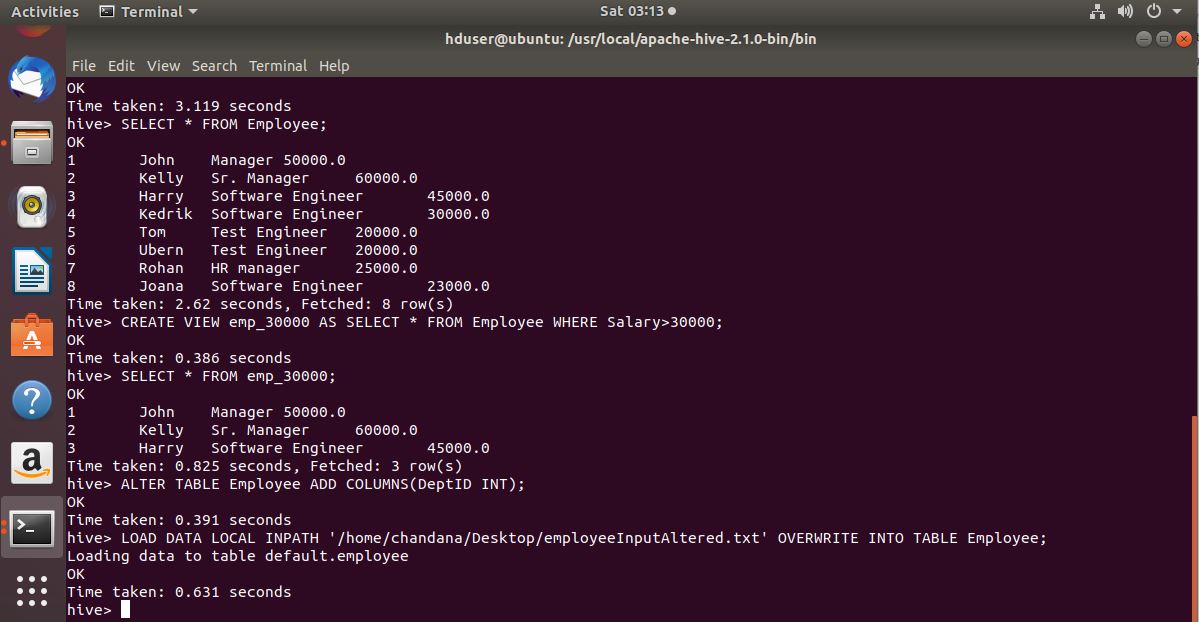 Activities Terminal Sat 03:13
hduser@ubuntu: /usr/local/apache-hive-2.1.0-bin/bin
File Edit View Search Terminal Help
OK
Time taken: 3.119 seconds
hive> SELECT * FROM Employee;
OK
1 John Manager 50000.0
2 Kelly Sr. Manager 60000.0
3 Harry Software Engineer 45000.0
4 Kedrik Software Engineer 30000.0
5 Tom Test Engineer 20000.0
6 Ubern Test Engineer 20000.0
7 Rohan HR manager 25000.0
8 Joana Software Engineer 23000.0
Time taken: 2.62 seconds, Fetched: 8 row(s)
hive> CREATE VIEW emp_30000 AS SELECT * FROM Employee WHERE Salary>30000;
OK
Time taken: 0.386 seconds
hive> SELECT * FROM emp_30000;
OK
1 John Manager 50000.0
2 Kelly Sr. Manager 60000.0
3 Harry Software Engineer 45000.0
Time taken: 0.825 seconds, Fetched: 3 row(s)
hive> ALTER TABLE Employee ADD COLUMNS(DeptID INT);
OK
Time taken: 0.391 seconds
hive> LOAD DATA LOCAL INPATH '/home/chandana/Desktop/employeeInputAltered.txt' OVERWRITE INTO TABLE Employee;
Loading data to table default.employee
OK
Time taken: 0.631 seconds
hive>